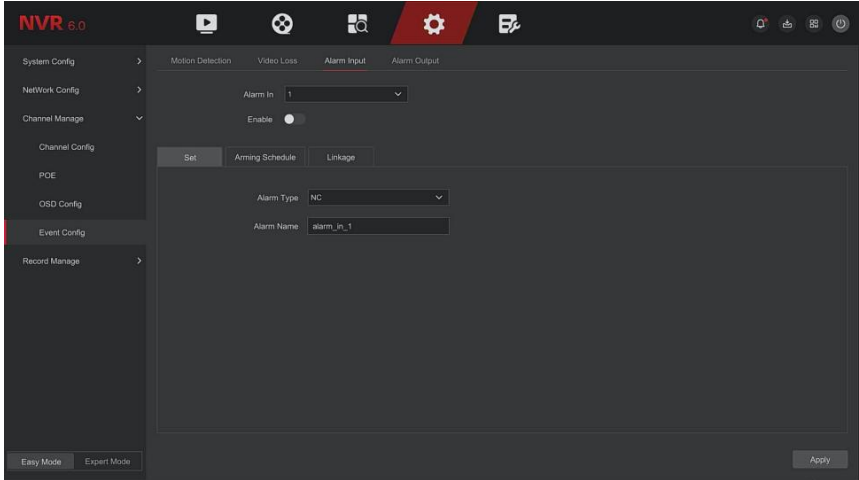 NVR 6.0
System Config
NetWork Config
Channel Manage
Channel Config
POE
OSD Config
Event Config
Record Manage
Easy Mode Expert Mode
Motion Detection Video Loss Alarm Input Alarm Output
Alarm In 1
Enable
Set Arming Schedule Linkage
Alarm Type NC
Alarm Name alarm_in_1
Apply